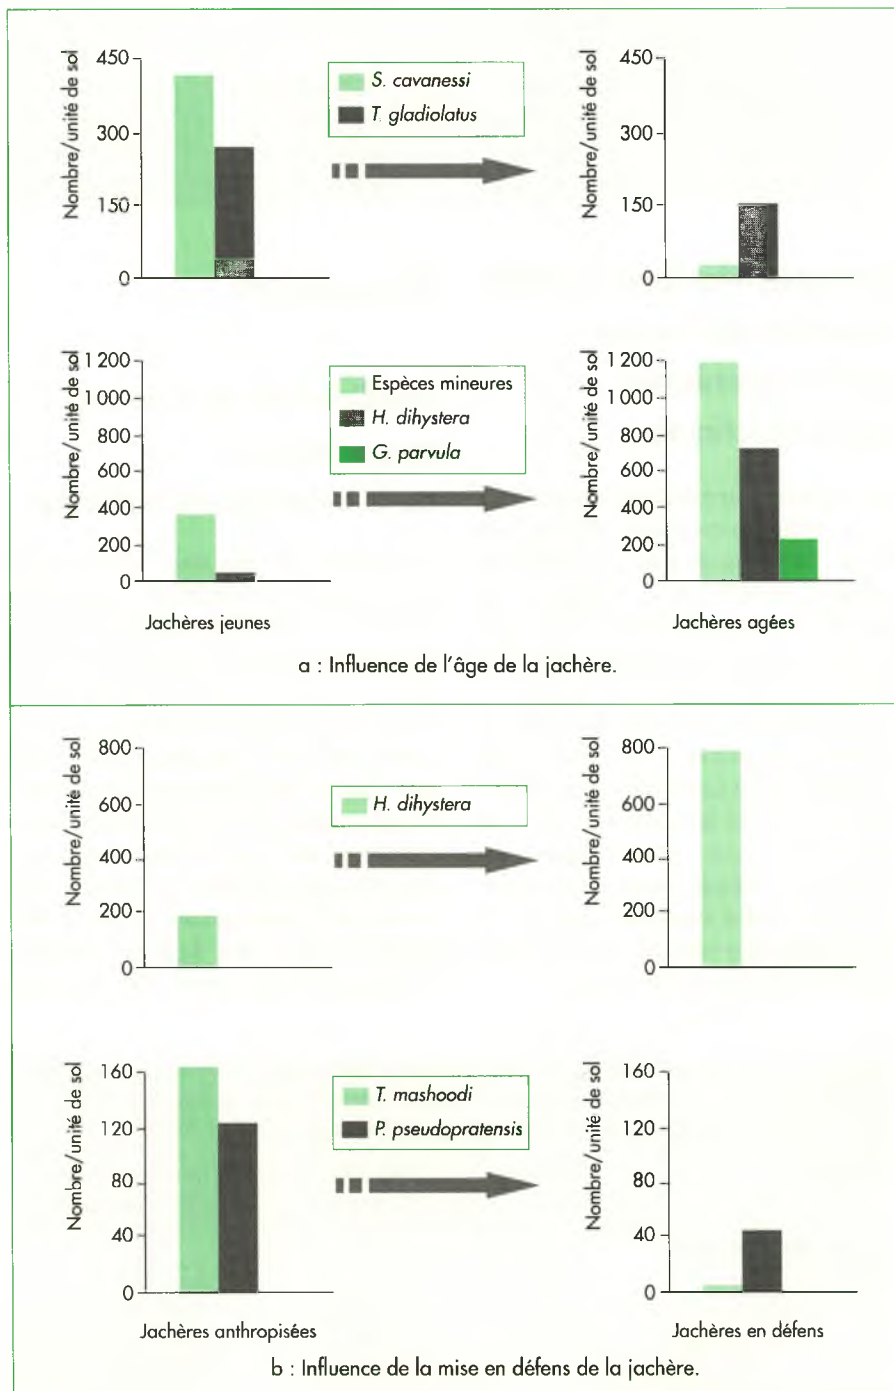 Nombre/unité de sol
450
300
150
0
S. cavanessi
T. gladiolatus
Nombre/unité de sol
450
300
150
0
Nombre/unité de sol
1 200
1 000
800
600
400
200
0
Jachères jeunes
Espèces mineures
H. dihystera
G. parvula
Nombre/unité de sol
1 200
1 000
800
600
400
200
0
Jachères agées
a : Influence de l'âge de la jachère.
Nombre/unité de sol
800
600
400
200
0
H. dihystera
Nombre/unité de sol
800
600
400
200
0
Nombre/unité de sol
160
120
80
40
0
Jachères anthropisées
T. mashoodi
P. pseudopratensis
Nombre/unité de sol
160
120
80
40
0
Jachères en défens
b : Influence de la mise en défens de la jachère.